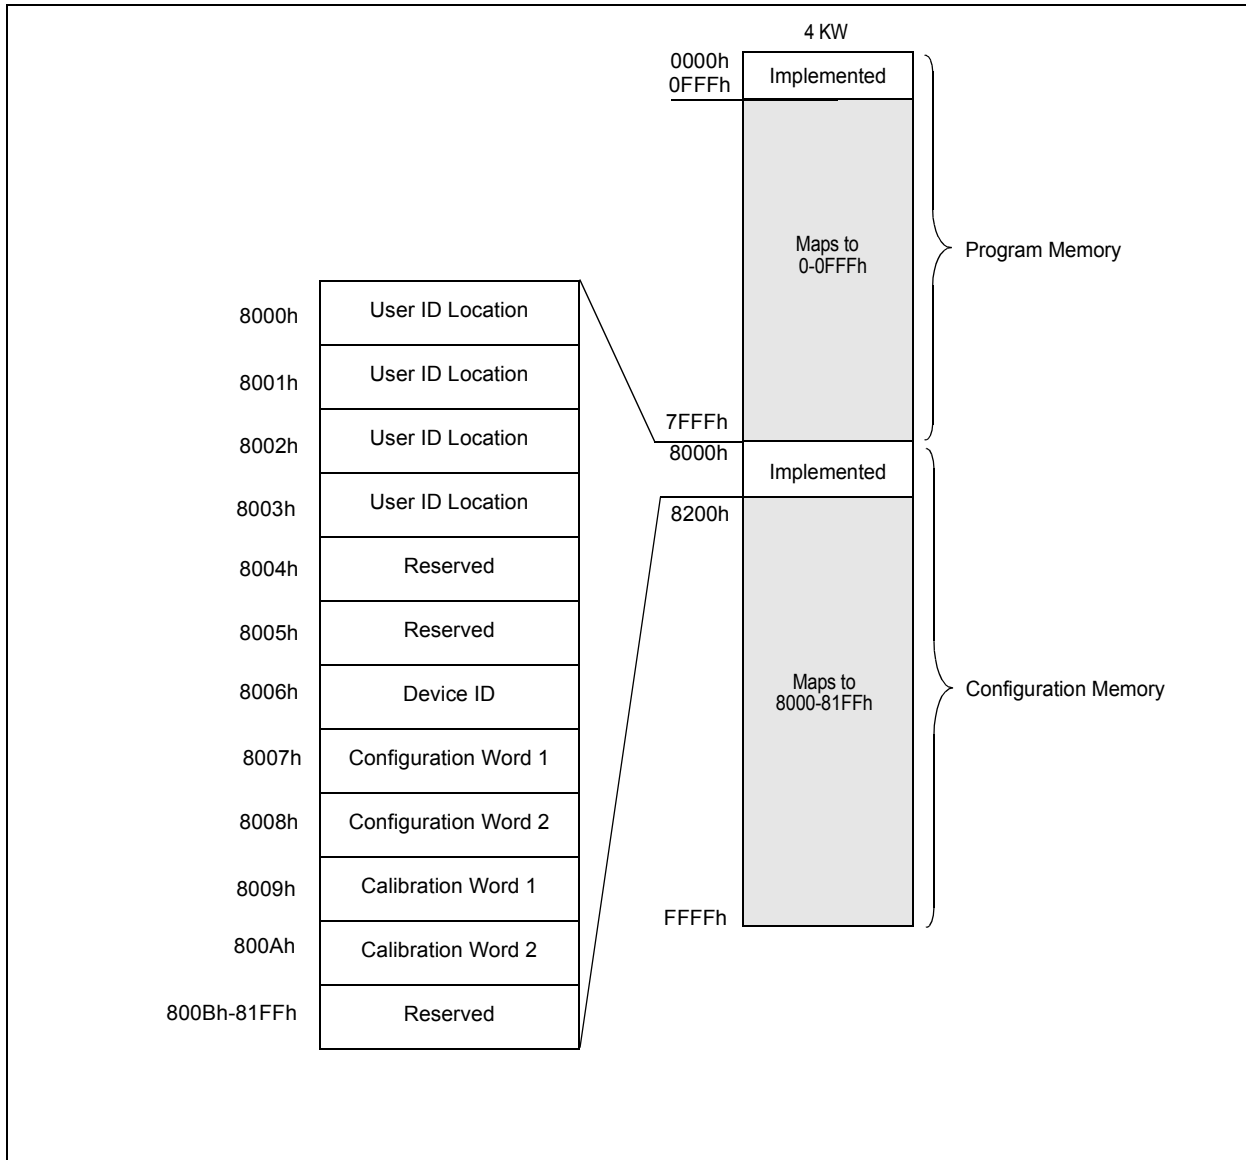 4 KW
0000h
0FFFh
Implemented
Maps to
0-0FFFh
Program Memory
7FFFh
8000h
Implemented
8200h
Maps to
8000-81FFh
Configuration Memory
FFFFh
8000h User ID Location
8001h User ID Location
8002h User ID Location
8003h User ID Location
8004h Reserved
8005h Reserved
8006h Device ID
8007h Configuration Word 1
8008h Configuration Word 2
8009h Calibration Word 1
800Ah Calibration Word 2
800Bh-81FFh Reserved